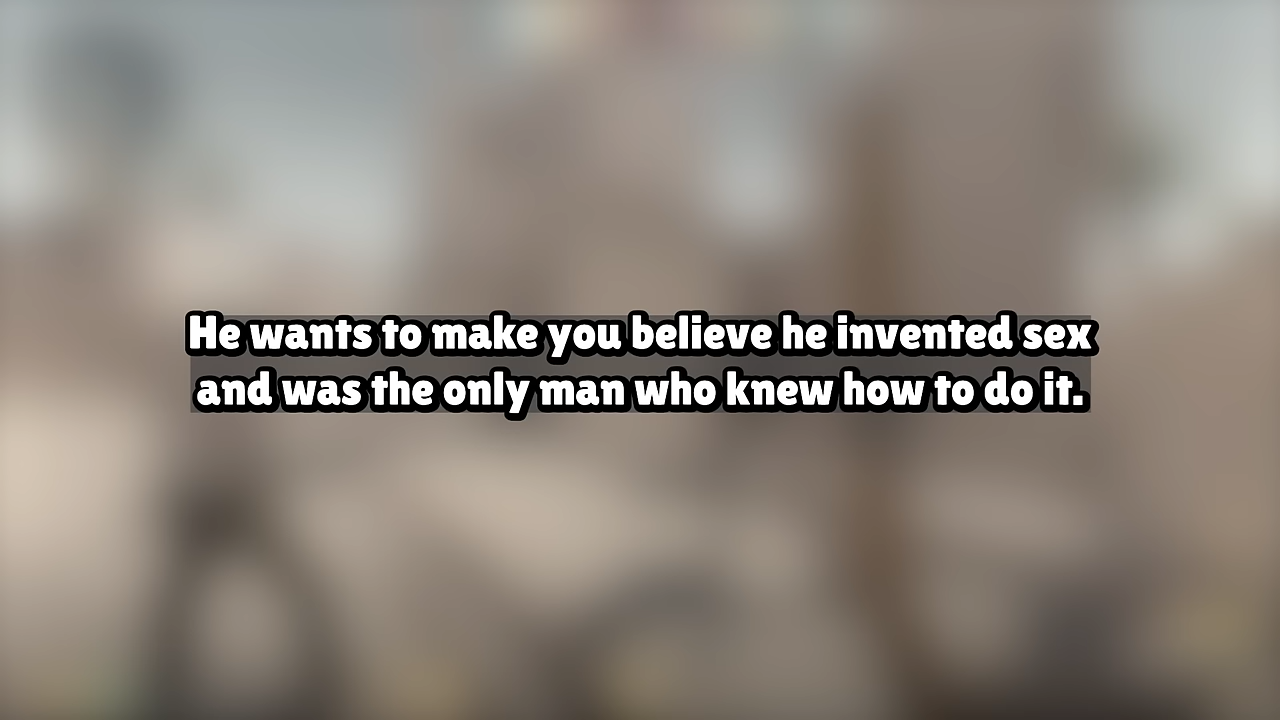 He wants to make you believe he invented sex
and was the only man who knew how to do it.